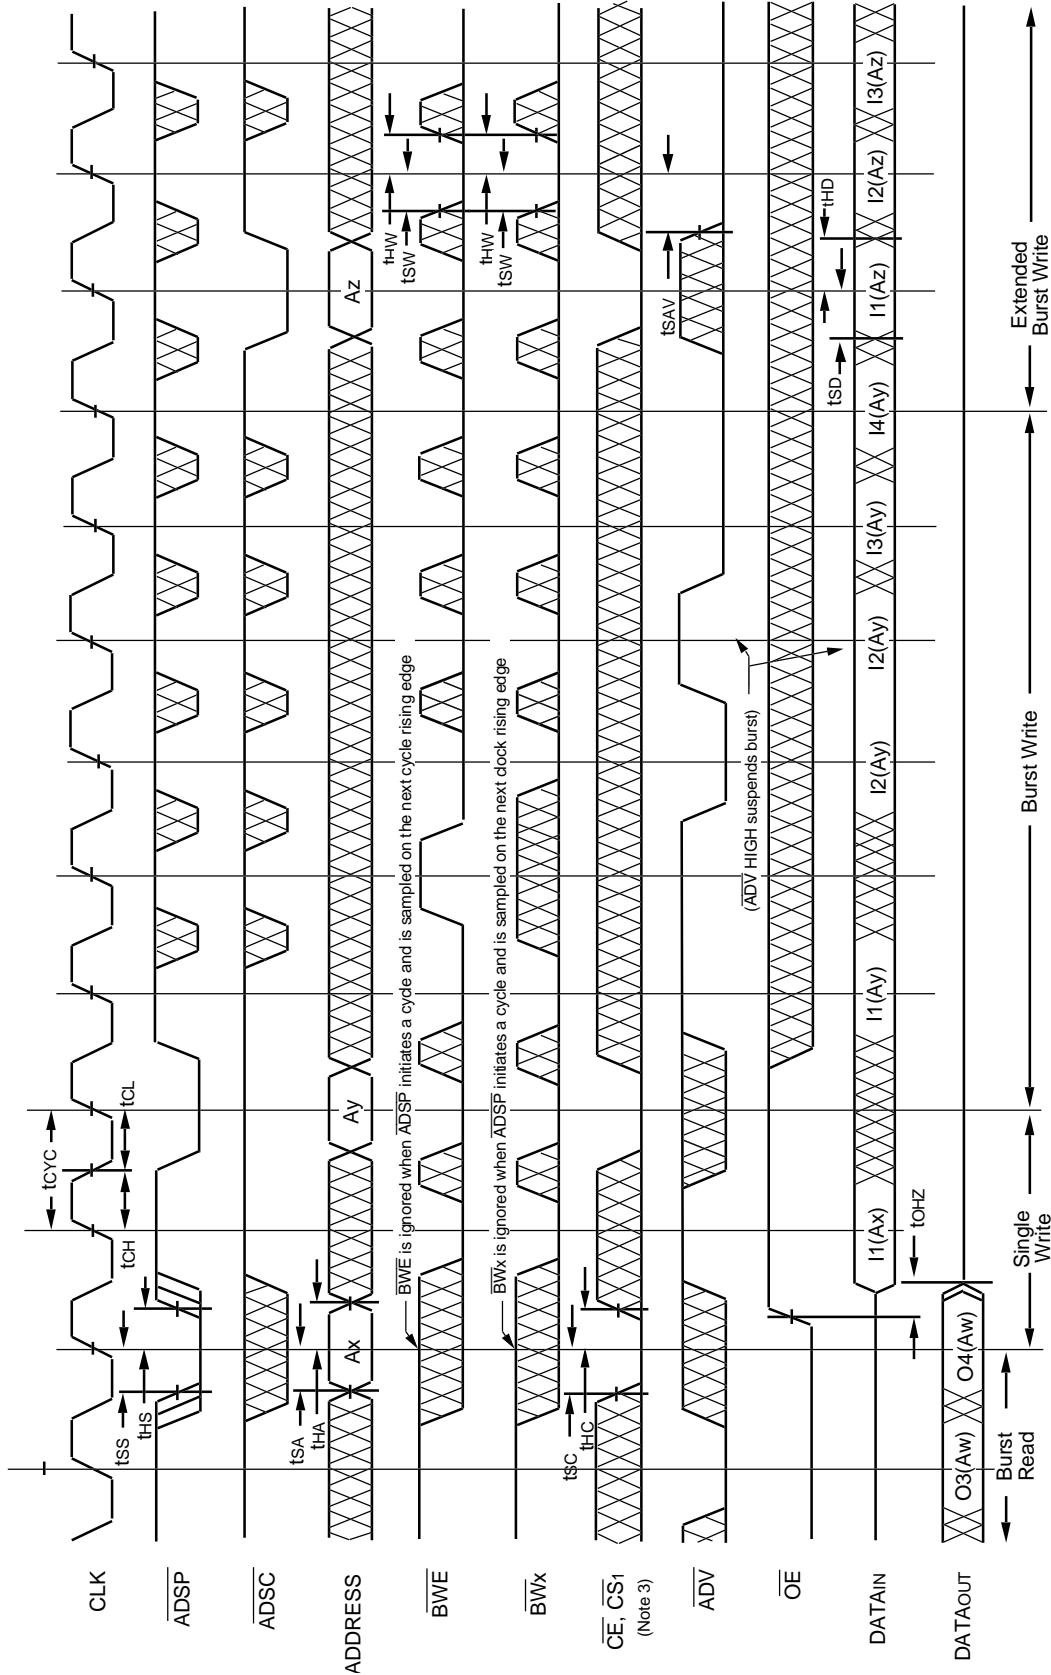 CLK
tCYC
tCH
tCL
ADSP
tSS
tHS
ADSC
ADDRESS
Ax
Ay
Az
tSA
tHA
BWE
BWE is ignored when ADSP initiates a cycle and is sampled on the next cycle rising edge
tHW
tSW
BWx
BWx is ignored when ADSP initiates a cycle and is sampled on the next dock rising edge
tHW
tSW
CE, CS1
(Note 3)
tSC
tHC
ADV
tSAV
(ADV HIGH suspends burst)
OE
tHD
tSD
DATAIN
I1(Ax)
I1(Ay)
I2(Ay)
I2(Ay)
I3(Ay)
I4(Ay)
I1(Az)
I2(Az)
I3(Az)
tOHZ
DATAOUT
O3(Aw)
O4(Aw)
Burst
Read
Single
Write
Burst Write
Extended
Burst Write